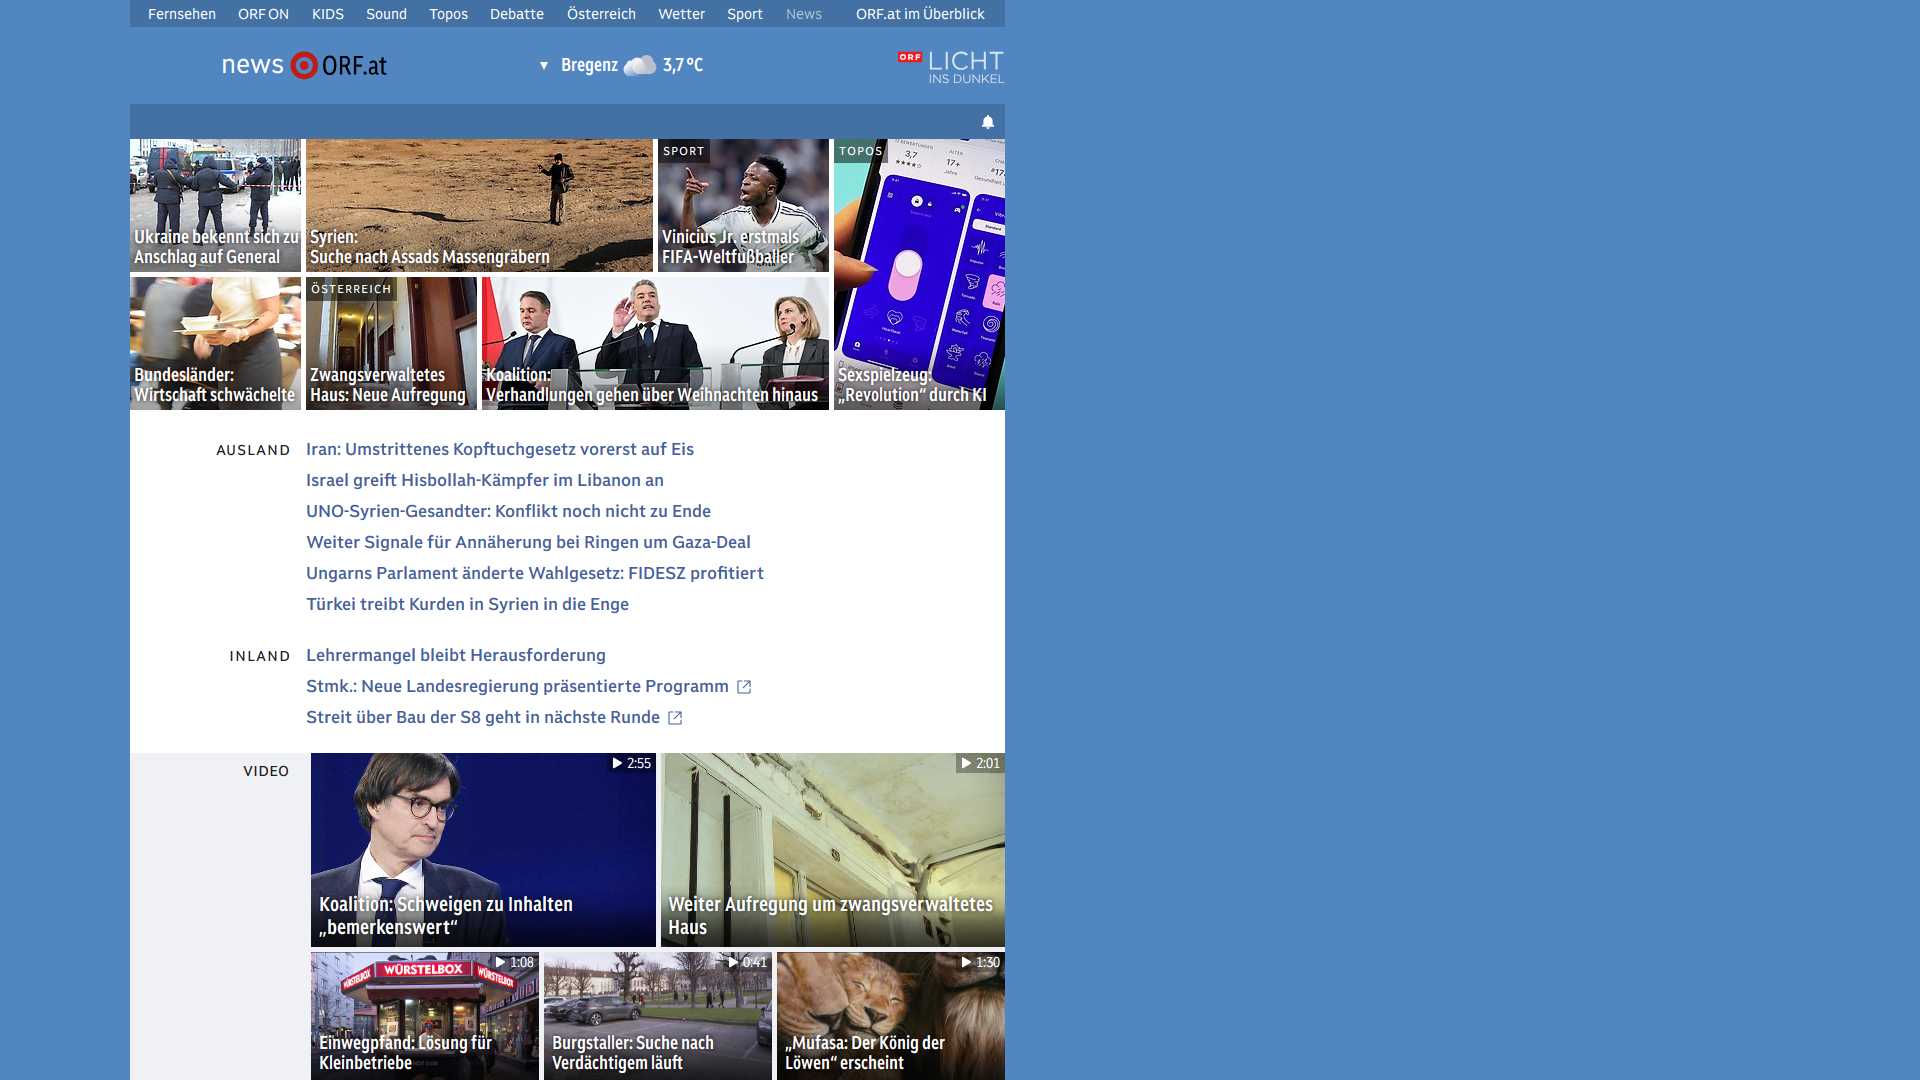 Fernsehen ORF ON KIDS Sound Topos Debatte Österreich Wetter Sport News ORF.at im Überblick
news ORF.at
▼ Bregenz 3,7 °C
ORF LICHT
INS DUNKEL
Ukraine bekennt sich zu
Anschlag auf General
Syrien:
Suche nach Assads Massengräbern
SPORT
Vinicius Jr. erstmals
FIFA-Weltfußballer
TOPOS
3,7
17+
Sexspielzeug:
„Revolution“ durch KI
Bundesländer:
Wirtschaft schwächelte
ÖSTERREICH
Zwangsverwaltetes
Haus: Neue Aufregung
Koalition:
Verhandlungen gehen über Weihnachten hinaus
AUSLAND
Iran: Umstrittenes Kopftuchgesetz vorerst auf Eis
Israel greift Hisbollah-Kämpfer im Libanon an
UNO-Syrien-Gesandter: Konflikt noch nicht zu Ende
Weiter Signale für Annäherung bei Ringen um Gaza-Deal
Ungarns Parlament änderte Wahlgesetz: FIDESZ profitiert
Türkei treibt Kurden in Syrien in die Enge
INLAND
Lehrermangel bleibt Herausforderung
Stmk.: Neue Landesregierung präsentierte Programm
Streit über Bau der S8 geht in nächste Runde
VIDEO
2:55
Koalition: Schweigen zu Inhalten
„bemerkenswert“
2:01
Weiter Aufregung um zwangsverwaltetes
Haus
1:08
WÜRSTELBOX WÜRSTELBOX WÜRSTELBOX
Einwegpfand: Lösung für
Kleinbetriebe
0:41
Burgstaller: Suche nach
Verdächtigem läuft
1:30
„Mufasa: Der König der
Löwen“ erscheint